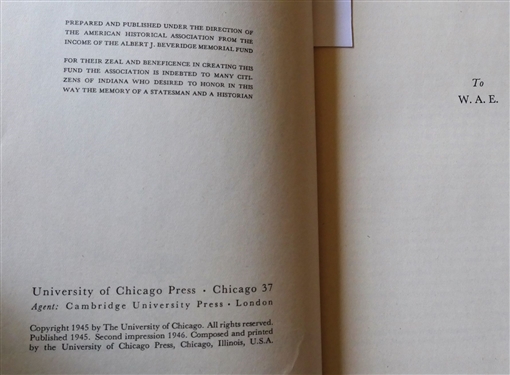 PREPARED AND PUBLISHED UNDER THE DIRECTION OF
THE AMERICAN HISTORICAL ASSOCIATION FROM THE
INCOME OF THE ALBERT J. BEVERIDGE MEMORIAL FUND
FOR THEIR ZEAL AND BENEFICENCE IN CREATING THIS
FUND THE ASSOCIATION IS INDEBTED TO MANY CITI-
ZENS OF INDIANA WHO DESIRED TO HONOR IN THIS
WAY THE MEMORY OF A STATESMAN AND A HISTORIAN
University of Chicago Press · Chicago 37
Agent: Cambridge University Press · London
Copyright 1945 by The University of Chicago. All rights reserved.
Published 1945. Second impression 1946. Composed and printed
by the University of Chicago Press, Chicago, Illinois, U.S.A.
To
W. A. E.